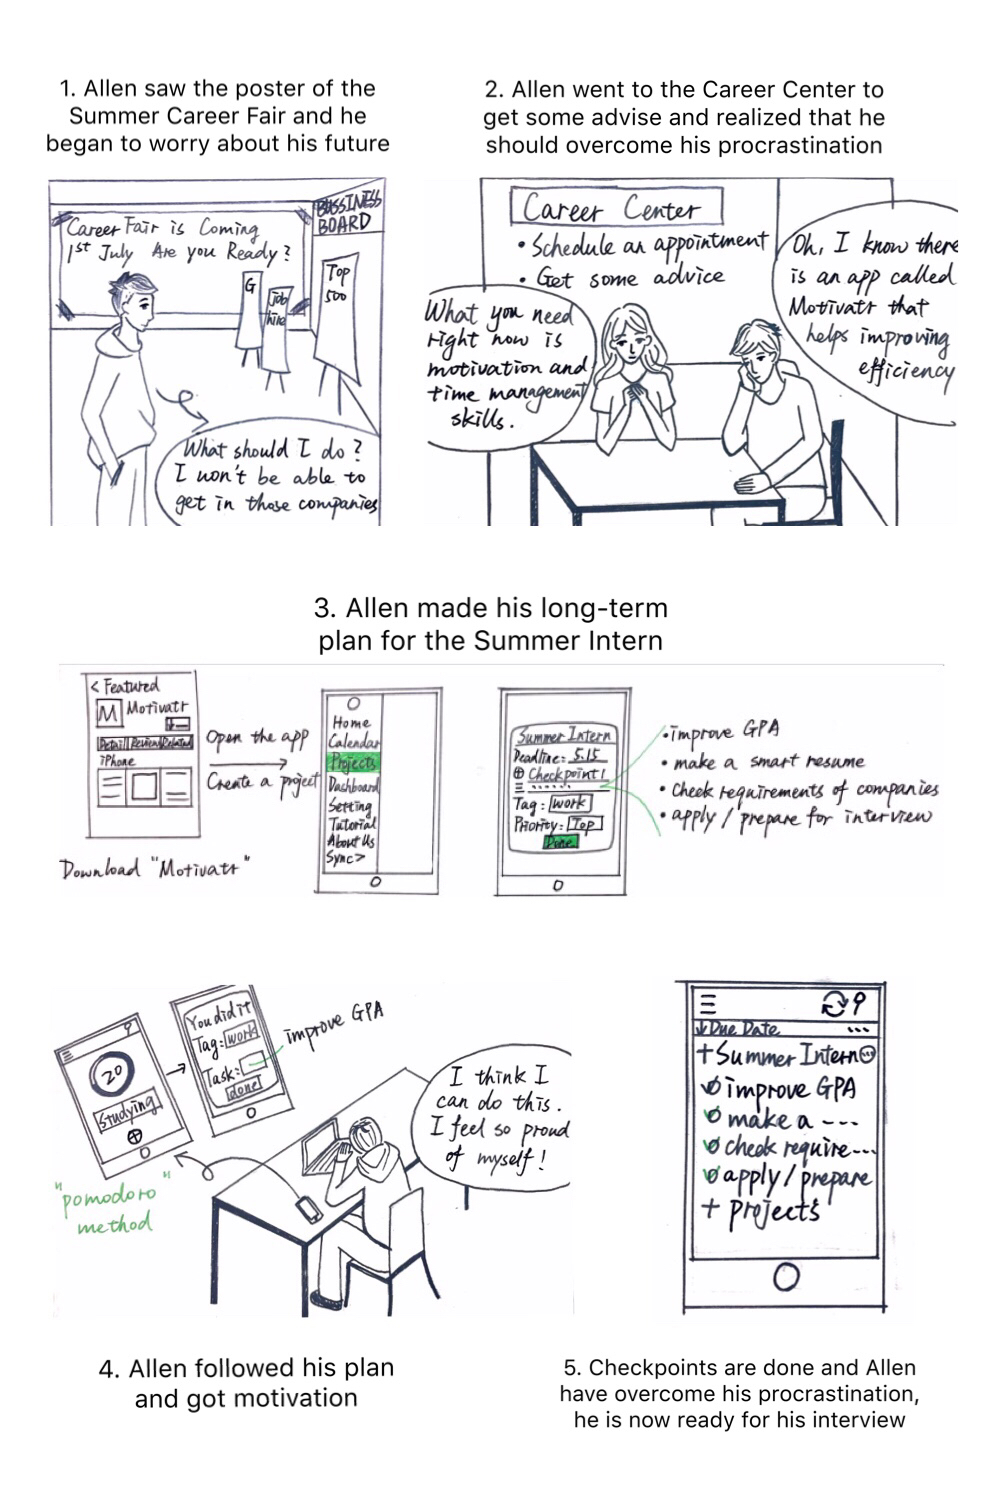 1. Allen saw the poster of the
Summer Career Fair and he
began to worry about his future
BUSSINESS
BOARD
Career Fair is Coming
1st July Are you Ready?
G
job
hire
Top
500
What should I do?
I won't be able to
get in those companies
2. Allen went to the Career Center to
get some advise and realized that he
should overcome his procrastination
Career Center
• Schedule an appointment
• Get some advice
What you need
right now is
motivation and
time management
skills.
Oh, I know there
is an app called
Motivatr that
helps improving
efficiency
3. Allen made his long-term
plan for the Summer Intern
< Featured
M Motivatr
Detail Review Related
iPhone
Download "Motivatr"
Open the app
Create a project
Home
Calendar
Projects
Dashboard
Setting
Tutorial
About Us
Sync>
Summer Intern
Deadline: 5.15
⊕ Checkpoint 1
Tag: work
Priority: Top
Done
• improve GPA
• make a smart resume
• Check requirements of companies
• apply / prepare for interview
20
Studying
"pomodoro"
method
You did it
Tag: work
Task:
done
improve GPA
I think I
can do this.
I feel so proud
of myself!
4. Allen followed his plan
and got motivation
↓Due Date ...
+Summer Intern
improve GPA
make a ---
check require...
apply / prepare
+ projects
5. Checkpoints are done and Allen
have overcome his procrastination,
he is now ready for his interview